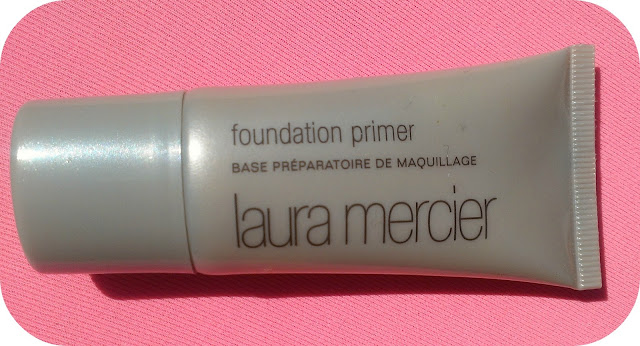 foundation primer
BASE PRÉPARATOIRE DE MAQUILLAGE
laura mercier